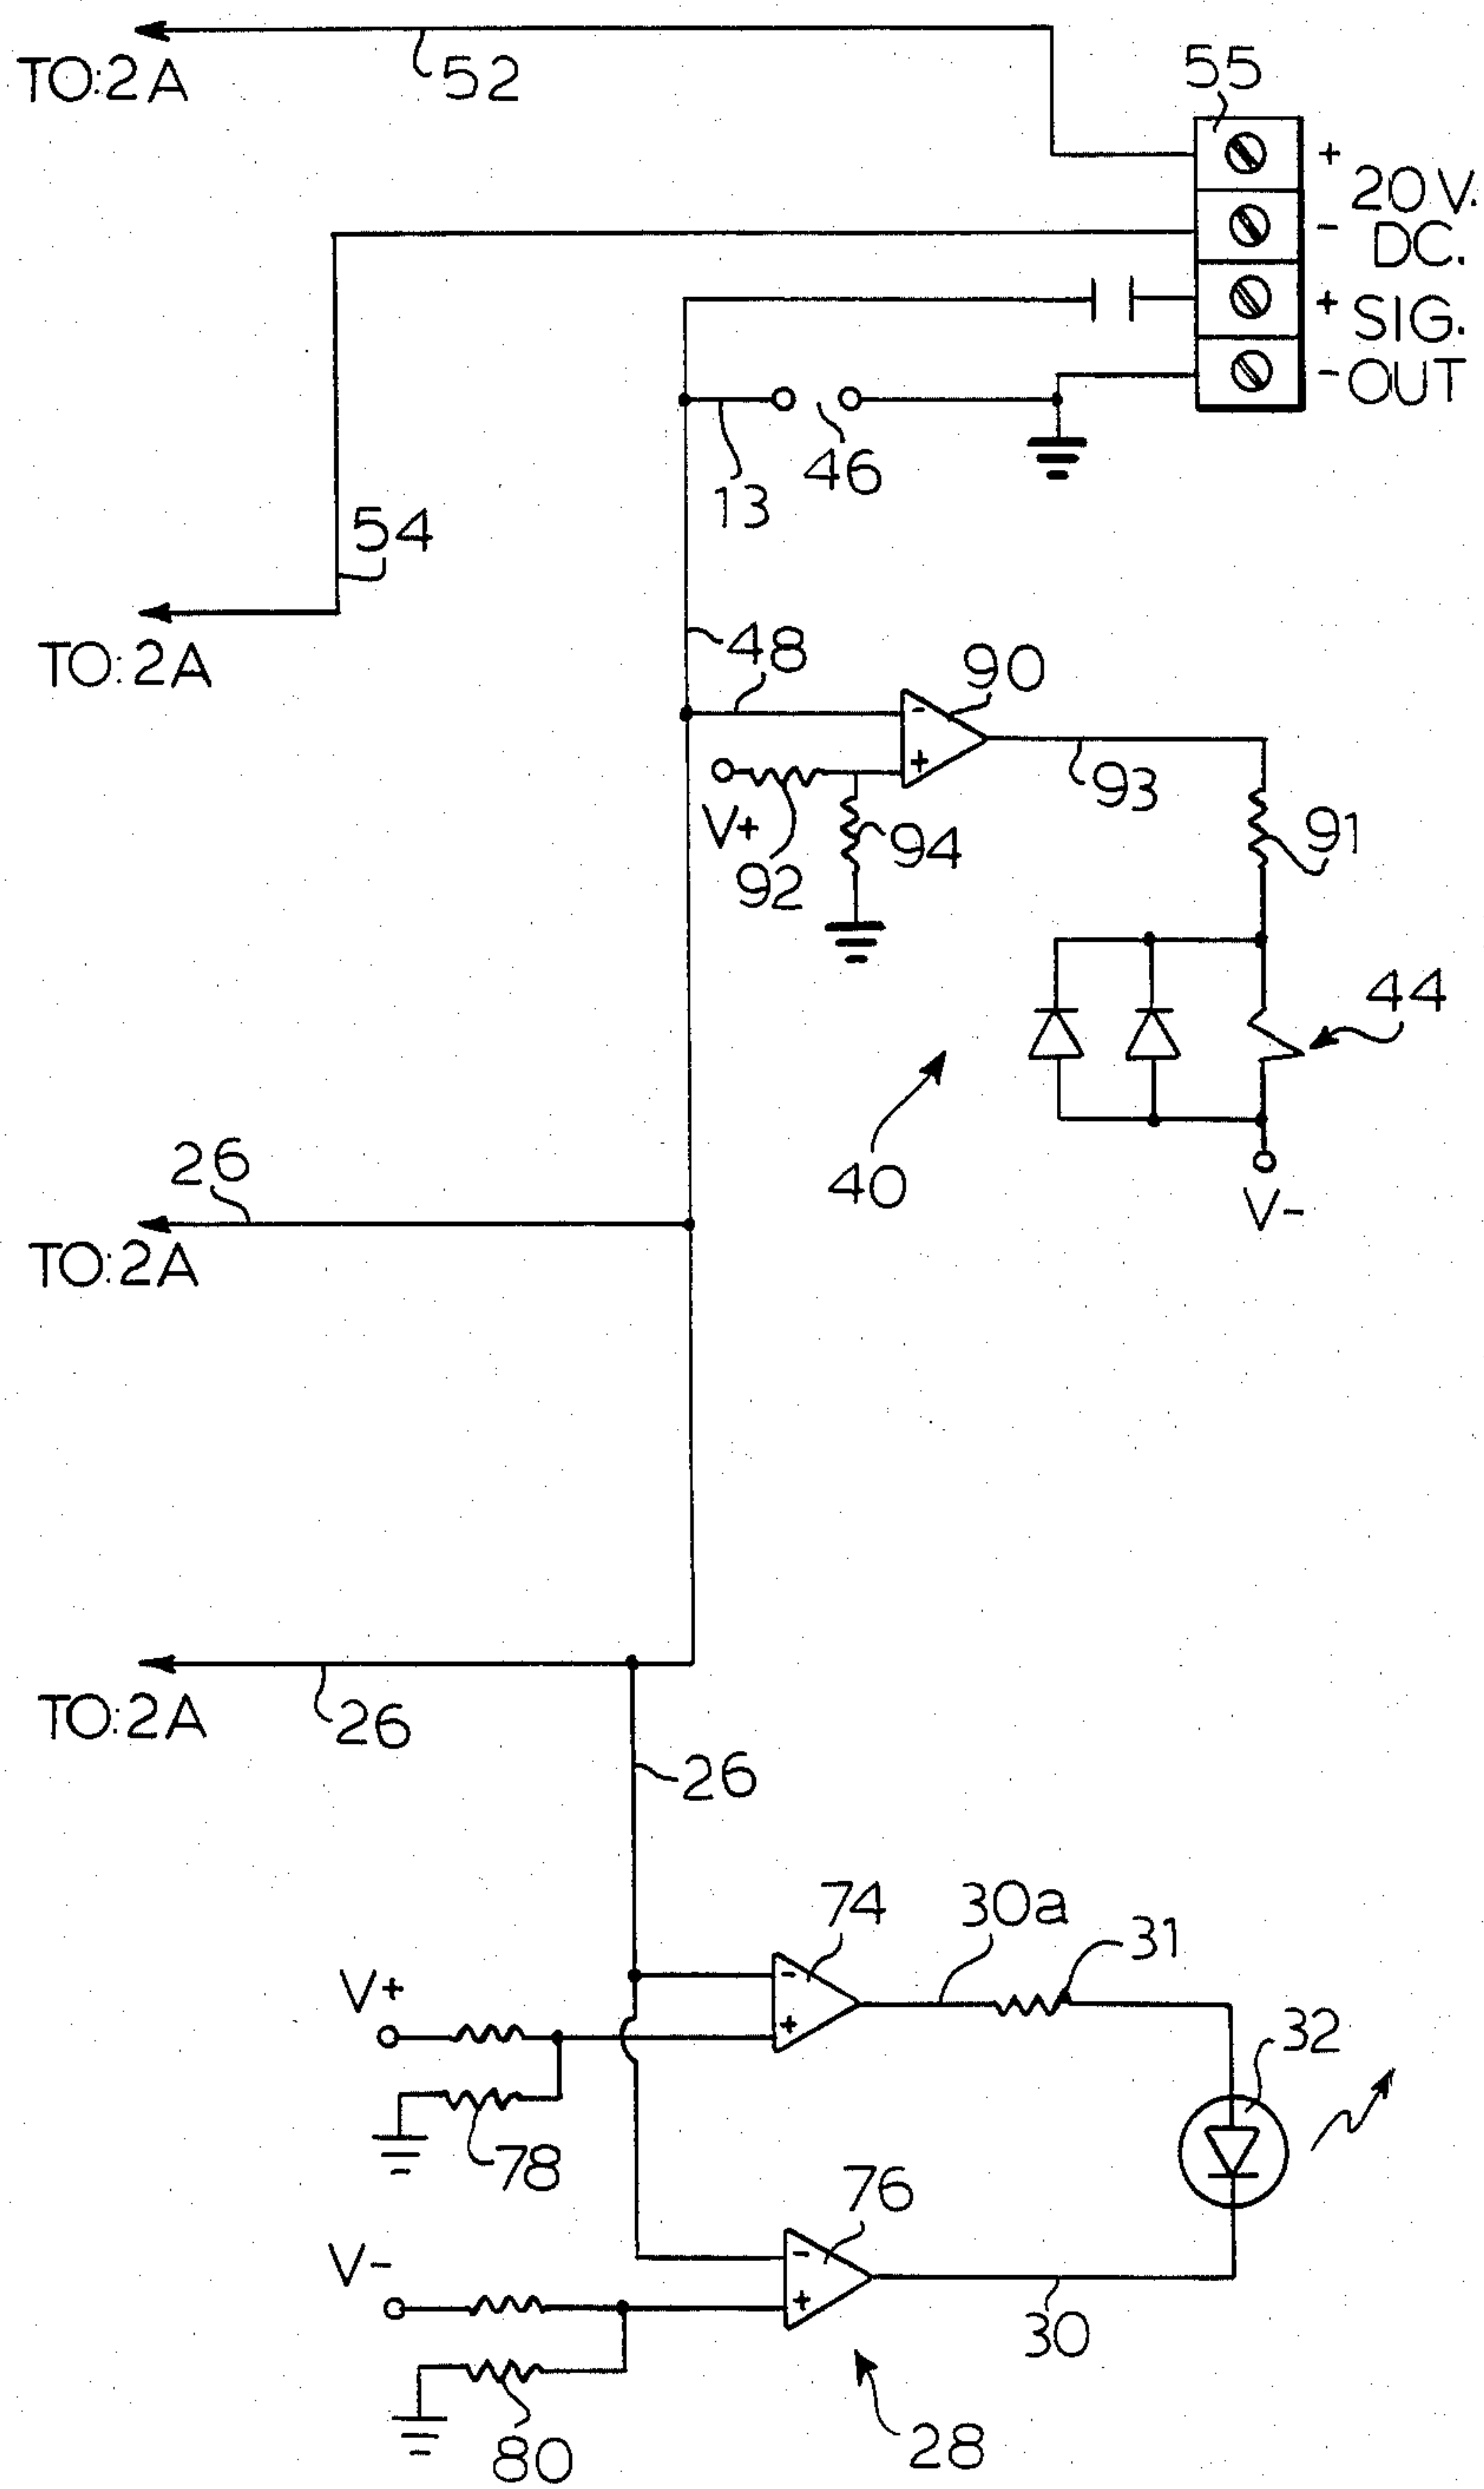 TO:2A
52
55
+
20V.
-
DC.
+ SIG.
- OUT
13
46
54
TO:2A
48
90
-
+
93
V+
92
94
91
44
40
26
TO:2A
V-
TO:2A
26
26
74
30a
31
V+
-
+
32
78
76
V-
-
+
30
80
28